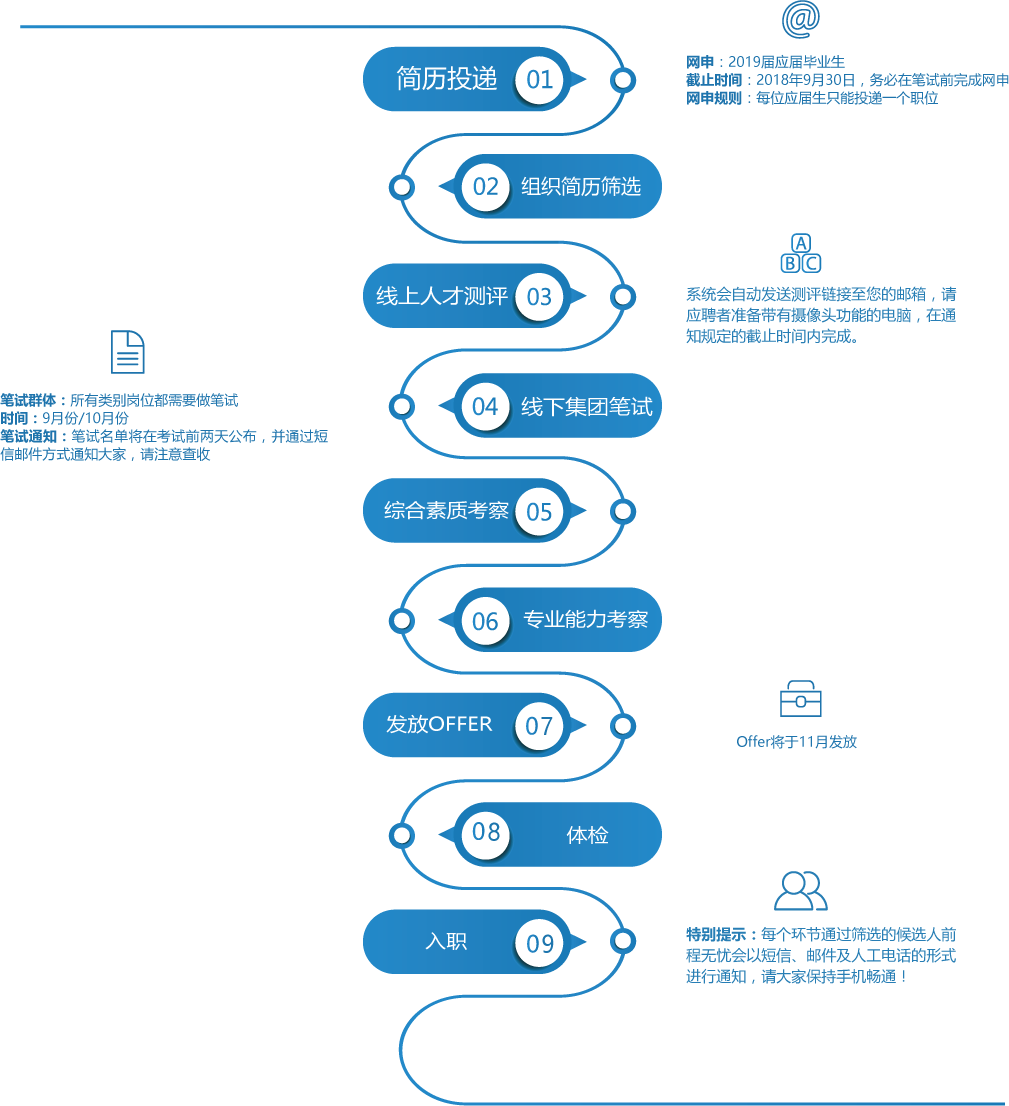 简历投递 01
网申：2019届应届毕业生
截止时间：2018年9月30日，务必在笔试前完成网申
网申规则：每位应届生只能投递一个职位
02 组织简历筛选
线上人才测评 03
A
B C
系统会自动发送测评链接至您的邮箱，请
应聘者准备带有摄像头功能的电脑，在通
知规定的截止时间内完成。
笔试群体：所有类别岗位都需要做笔试
时间：9月份/10月份
笔试通知：笔试名单将在考试前两天公布，并通过短
信邮件方式通知大家，请注意查收
04 线下集团笔试
综合素质考察 05
06 专业能力考察
发放OFFER 07
Offer将于11月发放
08 体检
入职 09
特别提示：每个环节通过筛选的候选人前
程无忧会以短信、邮件及人工电话的形式
进行通知，请大家保持手机畅通！